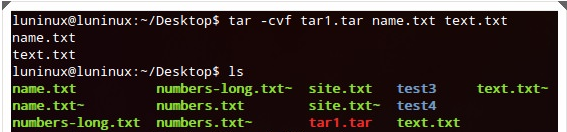 luninux@luninux:~/Desktop$ tar -cvf tar1.tar name.txt text.txt
name.txt
text.txt
luninux@luninux:~/Desktop$ ls
name.txt numbers-long.txt~ site.txt test3 text.txt~
name.txt~ numbers.txt site.txt~ test4
numbers-long.txt numbers.txt~ tar1.tar text.txt